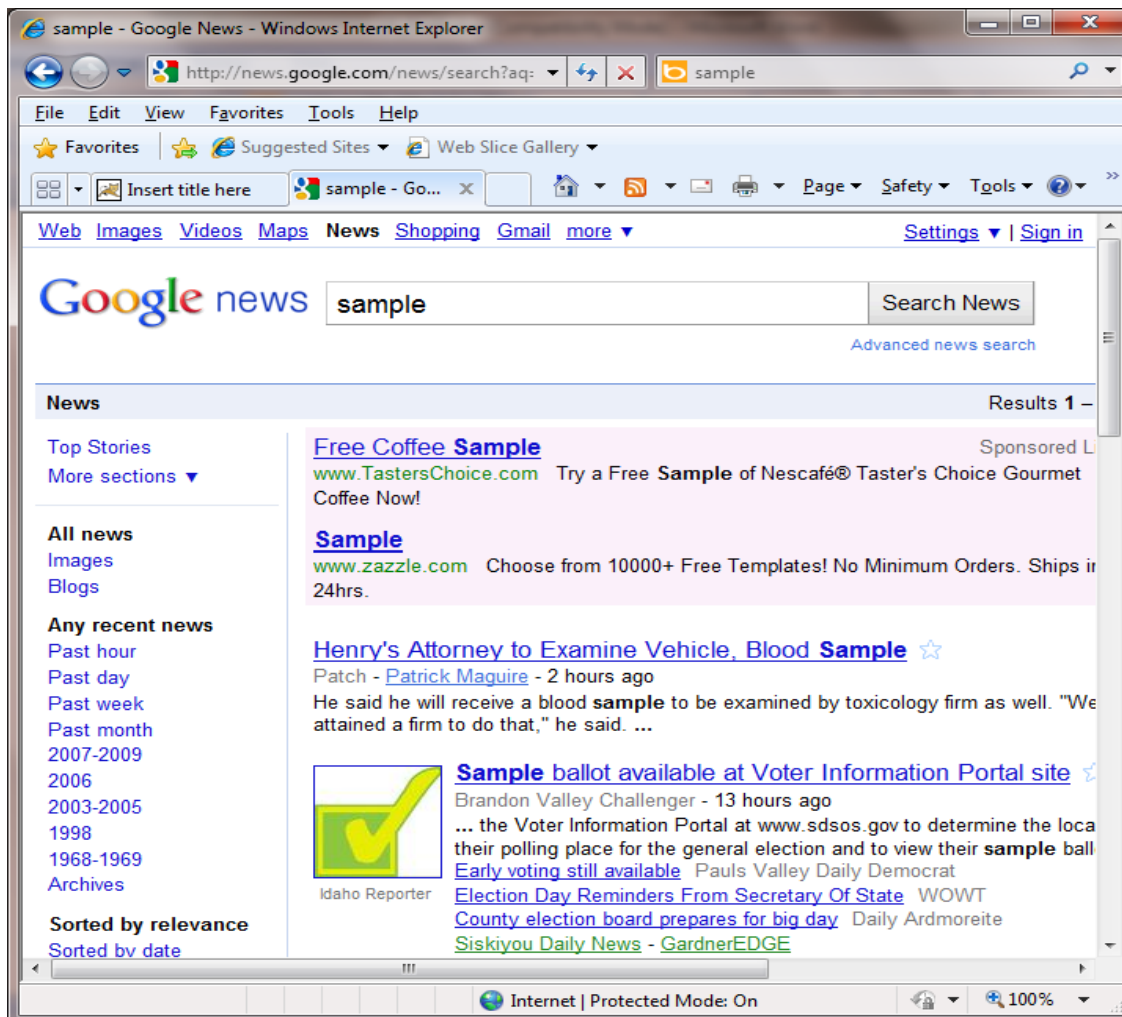 sample - Google News - Windows Internet Explorer
http://news.google.com/news/search?aq= sample
File Edit View Favorites Tools Help
Favorites Suggested Sites ▼ Web Slice Gallery ▼
Insert title here sample - Go... Page ▼ Safety ▼ Tools ▼
Web Images Videos Maps News Shopping Gmail more ▼ Settings ▼ | Sign in
Google news sample Search News
Advanced news search
News Results 1 –
Top Stories
More sections ▼
All news
Images
Blogs
Any recent news
Past hour
Past day
Past week
Past month
2007-2009
2006
2003-2005
1998
1968-1969
Archives
Sorted by relevance
Sorted by date
Free Coffee Sample Sponsored Li
www.TastersChoice.com Try a Free Sample of Nescafé® Taster's Choice Gourmet
Coffee Now!
Sample
www.zazzle.com Choose from 10000+ Free Templates! No Minimum Orders. Ships in
24hrs.
Henry's Attorney to Examine Vehicle, Blood Sample
Patch - Patrick Maguire - 2 hours ago
He said he will receive a blood sample to be examined by toxicology firm as well. "We
attained a firm to do that," he said. ...
Idaho Reporter
Sample ballot available at Voter Information Portal site
Brandon Valley Challenger - 13 hours ago
... the Voter Information Portal at www.sdsos.gov to determine the loca
their polling place for the general election and to view their sample ball
Early voting still available Pauls Valley Daily Democrat
Election Day Reminders From Secretary Of State WOWT
County election board prepares for big day Daily Ardmoreite
Siskiyou Daily News - GardnerEDGE
Internet | Protected Mode: On 100%